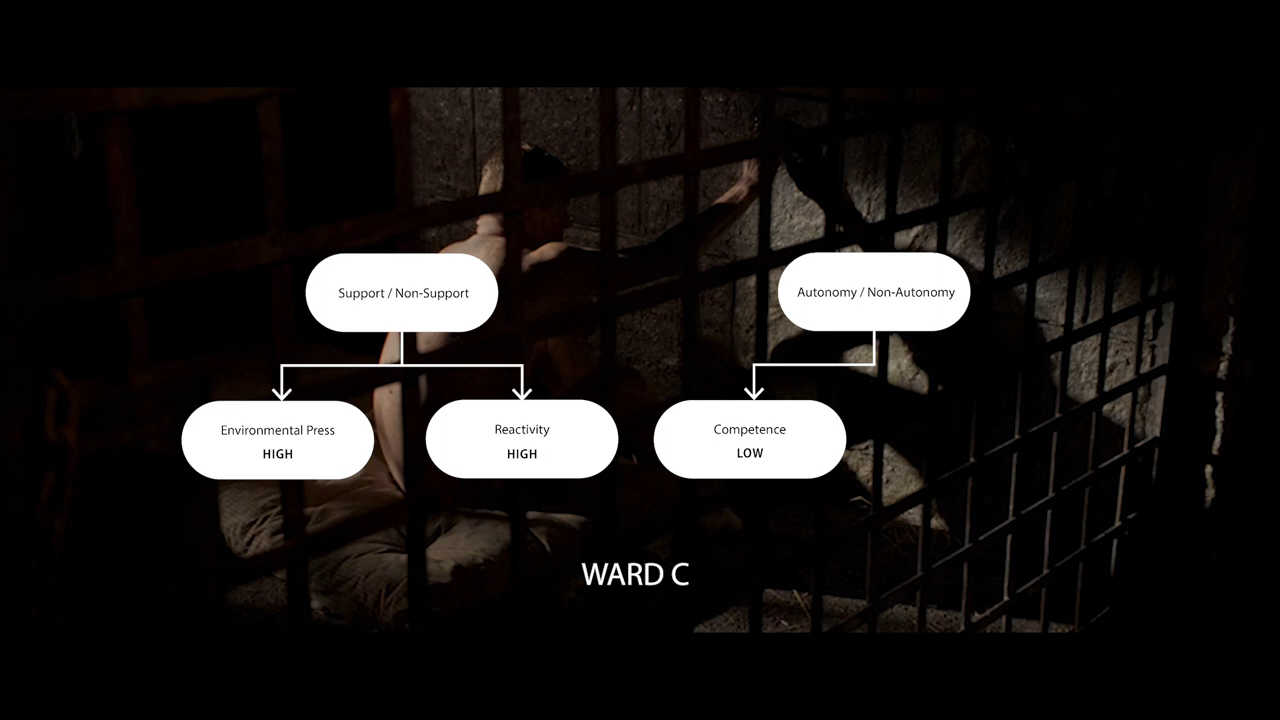 Support / Non-Support
Autonomy / Non-Autonomy
Environmental Press
HIGH
Reactivity
HIGH
Competence
LOW
WARD C